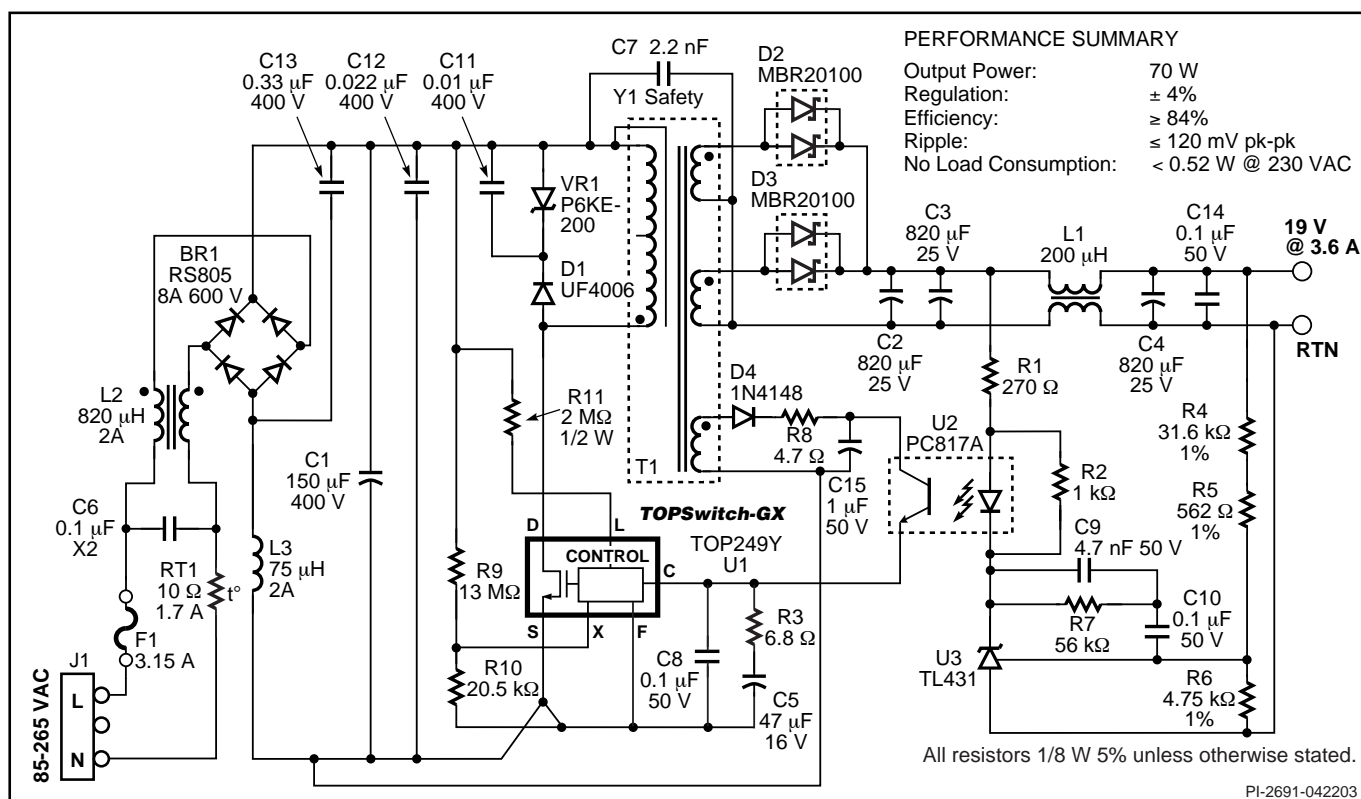 PERFORMANCE SUMMARY
Output Power: 70 W
Regulation: ± 4%
Efficiency: ≥ 84%
Ripple: ≤ 120 mV pk-pk
No Load Consumption: < 0.52 W @ 230 VAC
C13
0.33 µF
400 V
C12
0.022 µF
400 V
C11
0.01 µF
400 V
C7 2.2 nF
Y1 Safety
D2
MBR20100
D3
MBR20100
VR1
P6KE-
200
D1
UF4006
BR1
RS805
8A 600 V
C3
820 µF
25 V
L1
200 µH
C14
0.1 µF
50 V
19 V
@ 3.6 A
RTN
C2
820 µF
25 V
C4
820 µF
25 V
L2
820 µH
2A
R11
2 MΩ
1/2 W
T1
D4
1N4148
R8
4.7 Ω
C15
1 µF
50 V
U2
PC817A
R1
270 Ω
R2
1 kΩ
R4
31.6 kΩ
1%
R5
562 Ω
1%
C1
150 µF
400 V
C6
0.1 µF
X2
RT1
10 Ω
1.7 A
t°
L3
75 µH
2A
F1
3.15 A
J1
L
N
85-265 VAC
R9
13 MΩ
R10
20.5 kΩ
TOPSwitch-GX
TOP249Y
U1
D
L
CONTROL
C
S
X
F
C8
0.1 µF
50 V
R3
6.8 Ω
C5
47 µF
16 V
C9
4.7 nF 50 V
R7
56 kΩ
C10
0.1 µF
50 V
U3
TL431
R6
4.75 kΩ
1%
All resistors 1/8 W 5% unless otherwise stated.
PI-2691-042203